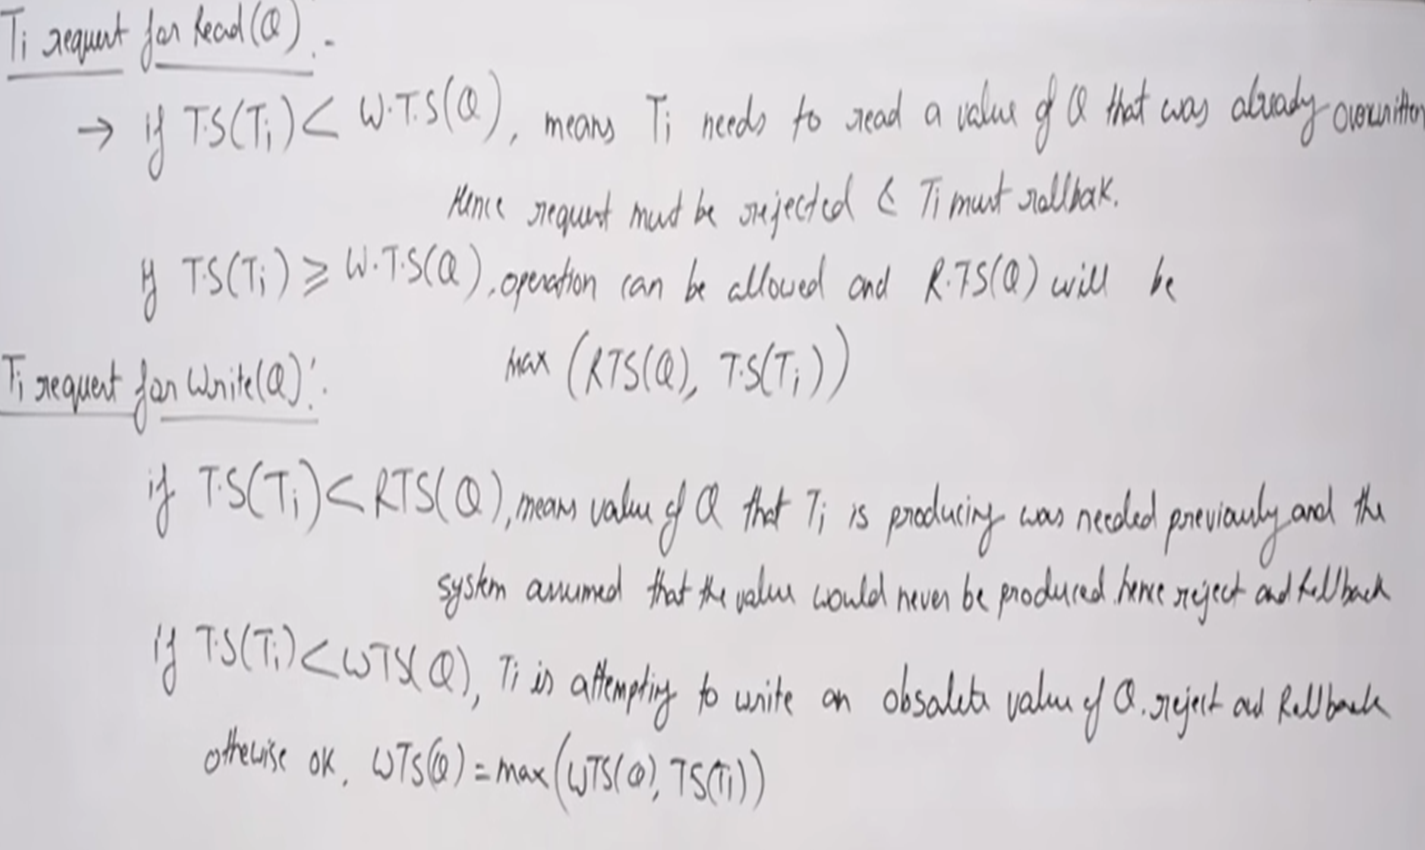 Ti request for Read(Q) :-
→ if T.S(Ti) < W.T.S(Q), means Ti needs to read a value of Q that was already overwritten
Hence request must be rejected & Ti must rollbak.
If T.S(Ti) ⩾ W.T.S(Q), operation can be allowed and R.TS(Q) will be
max (RTS(Q), T.S(Ti))
Ti request for Write(Q):
if T.S(Ti) < RTS(Q), means value of Q that Ti is producing was needed previously and the
system assumed that the value would never be produced. hence reject and Rollback
if T.S(Ti) < WTS(Q), Ti is attempting to write an obsalete value of Q. reject and Rollback
othewise ok, WTS(Q) = max(WTS(Q), TS(Ti))